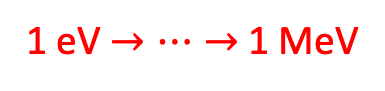 1 eV → ⋯ → 1 MeV